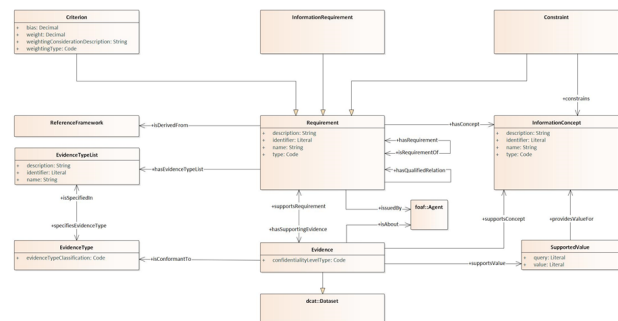 Criterion
+ bias: Decimal
+ weight: Decimal
+ weightingConsiderationDescription: String
+ weightingType: Code
InformationRequirement
Constraint
+constrains
ReferenceFramework
+isDerivedFrom
Requirement
+ description: String
+ identifier: Literal
+ name: String
+ type: Code
+hasConcept
+hasRequirement
+isRequirementOf
+hasQualifiedRelation
InformationConcept
+ description: String
+ identifier: Literal
+ name: String
+ type: Code
EvidenceTypeList
+ description: String
+ identifier: Literal
+ name: String
+hasEvidenceTypeList
+isSpecifiedIn
+specifiesEvidenceType
+supportsRequirement
+hasSupportingEvidence
+issuedBy
foaf::Agent
+isAbout
+supportsConcept
+providesValueFor
EvidenceType
+ evidenceTypeClassification: Code
+isConformantTo
Evidence
+ confidentialityLevelType: Code
+supportsValue
SupportedValue
+ query: Literal
+ value: Literal
dcat::Dataset